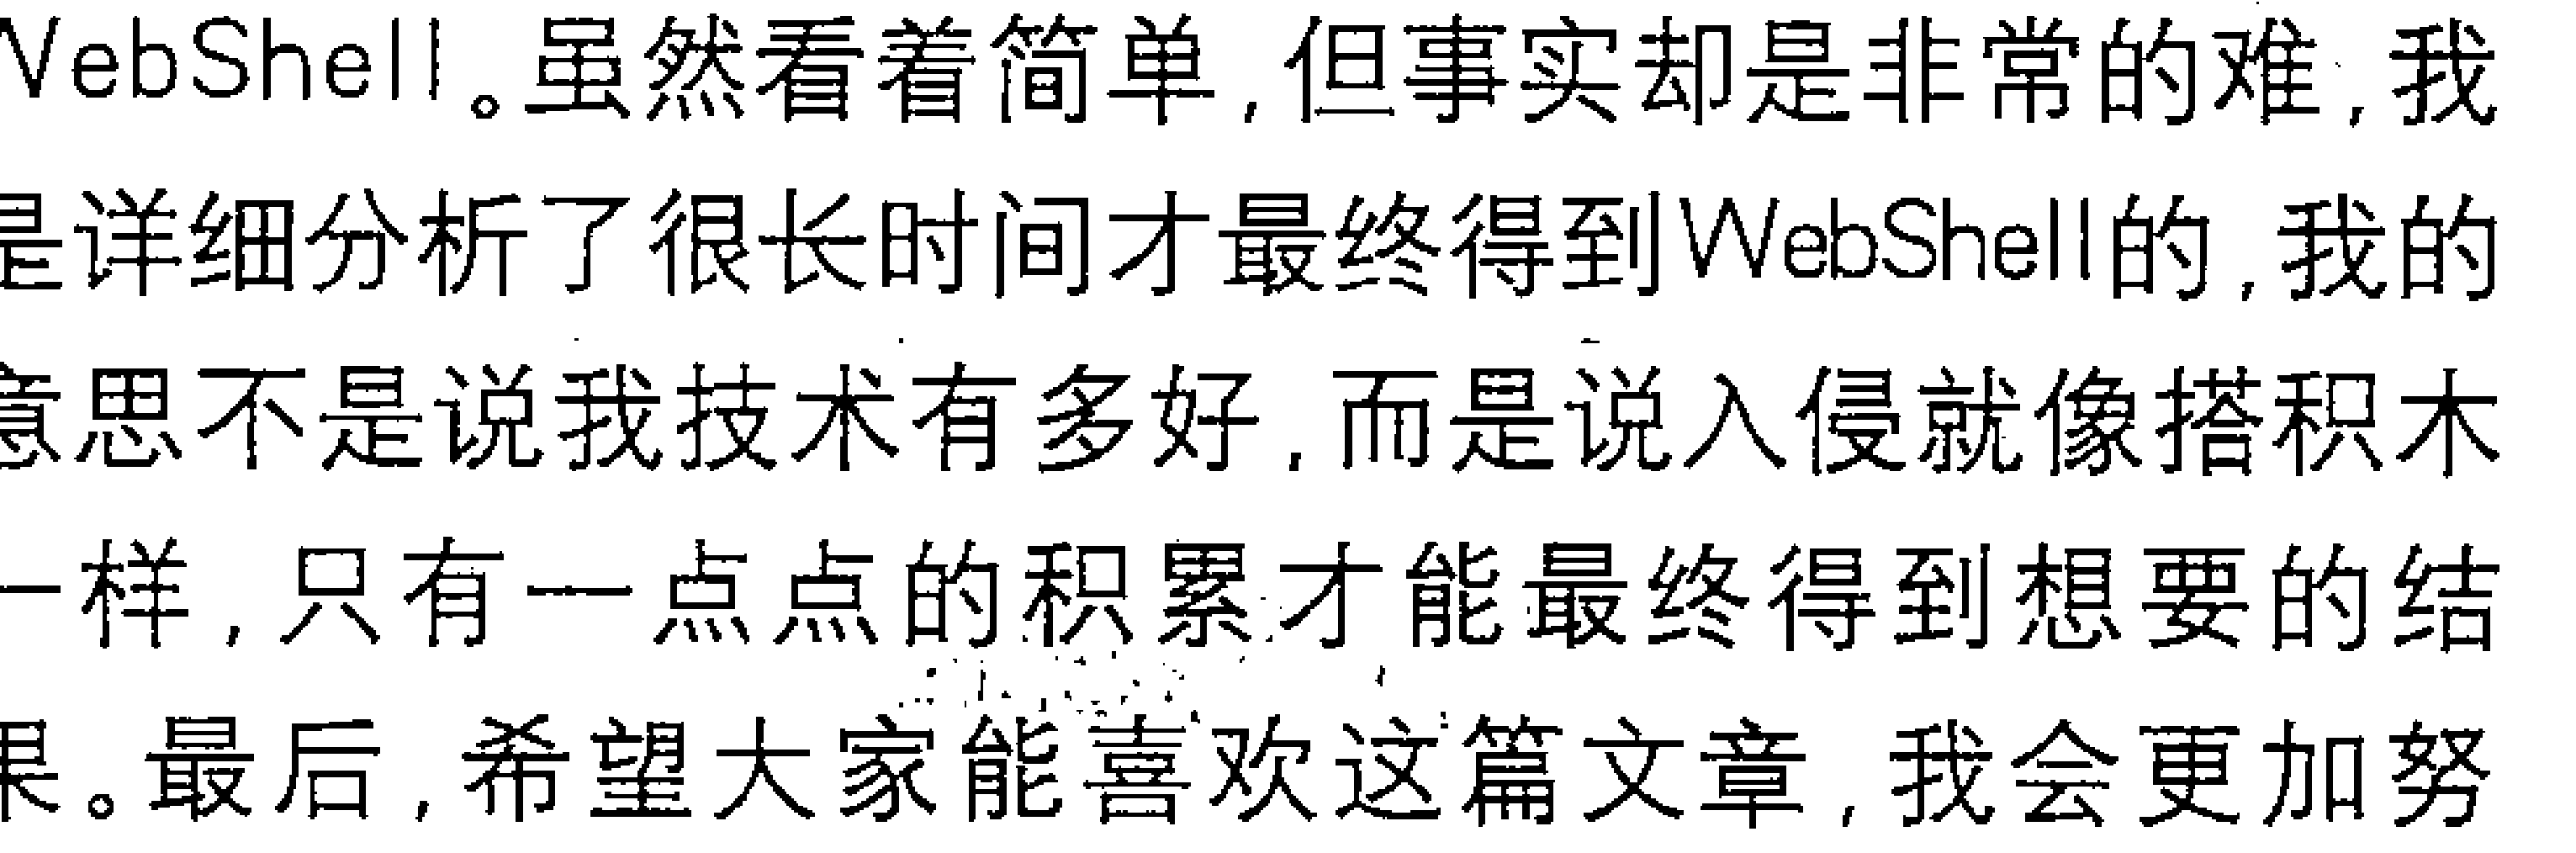 WebShell。虽然看着简单,但事实却是非常的难,我
是详细分析了很长时间才最终得到WebShell的,我的
意思不是说我技术有多好,而是说入侵就像搭积木
一样,只有一点点的积累才能最终得到想要的结
果。最后,希望大家能喜欢这篇文章,我会更加努